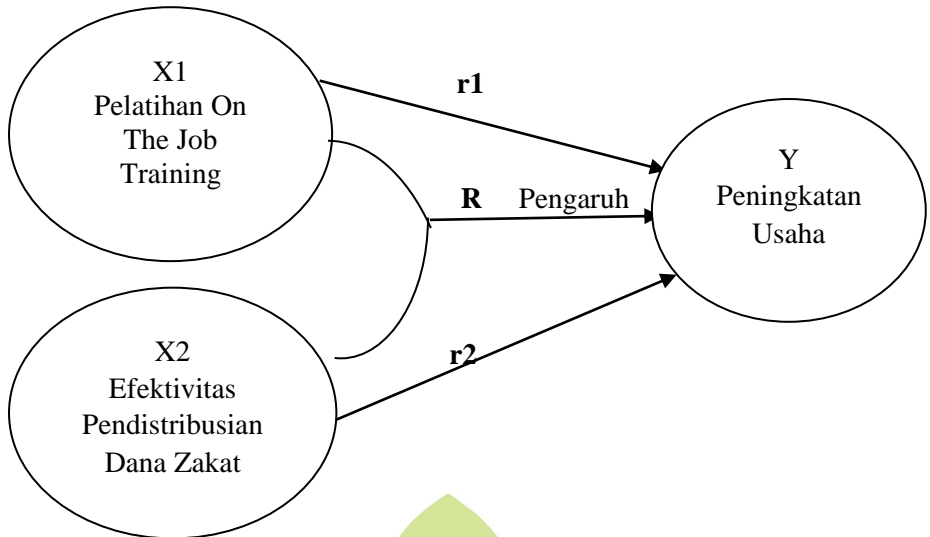 X1
Pelatihan On
The Job
Training
r1
R Pengaruh
Y
Peningkatan
Usaha
X2
Efektivitas
Pendistribusian
Dana Zakat
r2